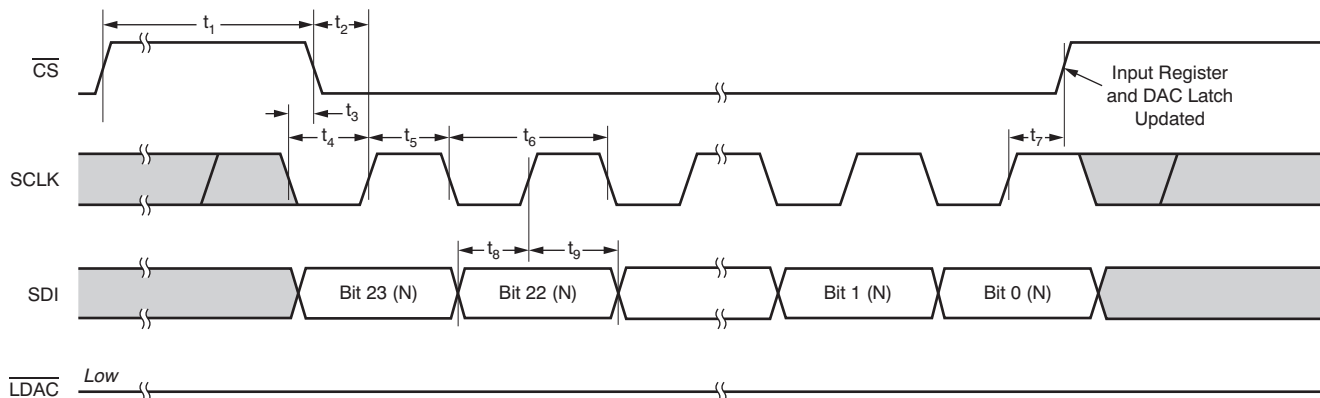 t1
t2
CS
t3
Input Register
and DAC Latch
Updated
t4
t5
t6
t7
SCLK
t8
t9
SDI
Bit 23 (N)
Bit 22 (N)
Bit 1 (N)
Bit 0 (N)
LDAC
Low